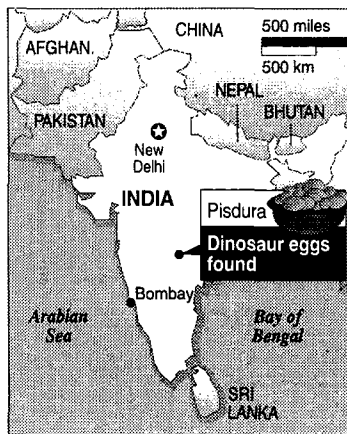 CHINA
500 miles
500 km
AFGHAN.
NEPAL
BHUTAN
PAKISTAN
New
Delhi
INDIA
Pisdura
Dinosaur eggs
found
Bombay
Arabian
Sea
Bay of
Bengal
SRI
LANKA